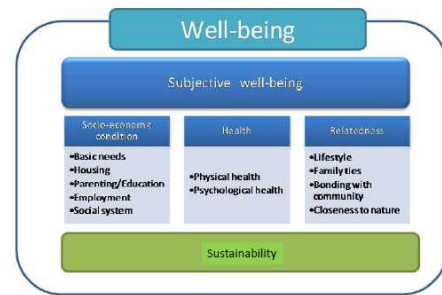 Well-being
Subjective well-being
Socio-economic
condition
•Basic needs
•Housing
•Parenting/Education
•Employment
•Social system
Health
•Physical health
•Psychological health
Relatedness
•Lifestyle
•Family ties
•Bonding with
community
•Closeness to nature
Sustainability